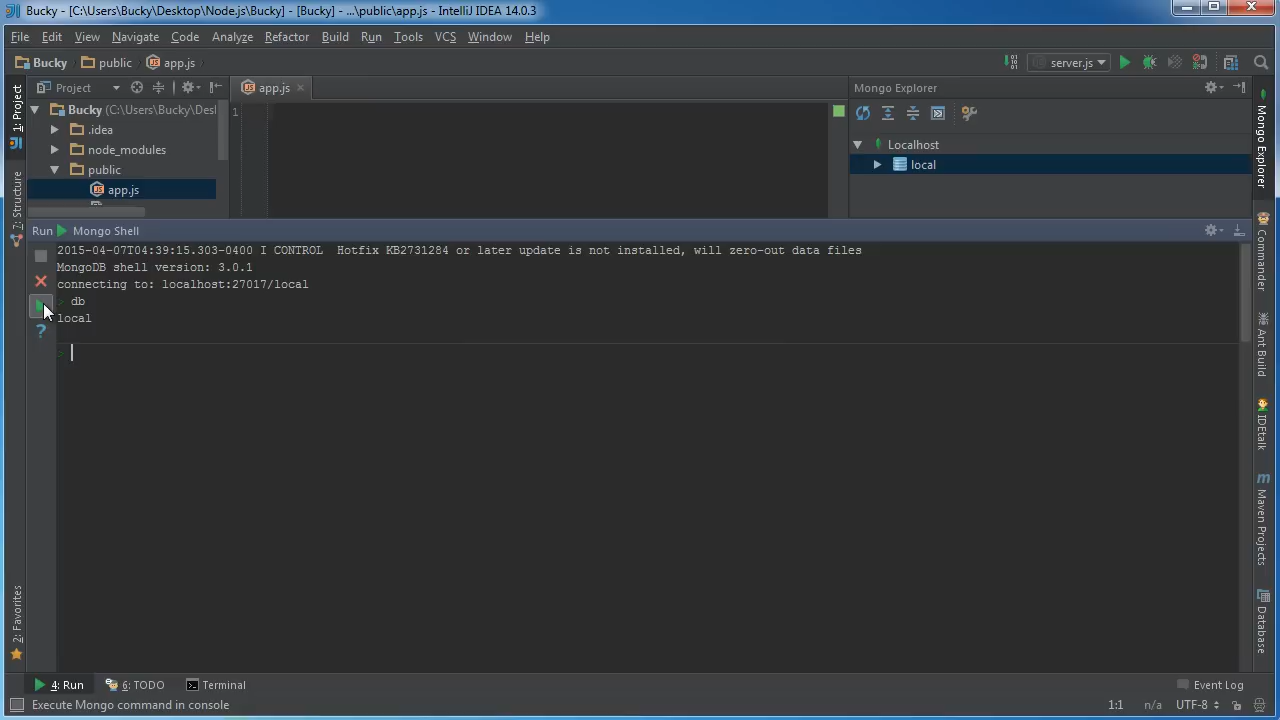 Bucky - [C:\Users\Bucky\Desktop\Node.js\Bucky] - [Bucky] - ...\public\app.js - IntelliJ IDEA 14.0.3
File Edit View Navigate Code Analyze Refactor Build Run Tools VCS Window Help
Bucky public app.js server.js
1: Project
7: Structure
2: Favorites
Project
Bucky (C:\Users\Bucky\Des
.idea
node_modules
public
app.js
app.js
1
Mongo Explorer
Localhost
local
Mongo Explorer
Commander
Ant Build
IDEtalk
Maven Projects
Database
Run Mongo Shell
2015-04-07T04:39:15.303-0400 I CONTROL  Hotfix KB2731284 or later update is not installed, will zero-out data files
MongoDB shell version: 3.0.1
connecting to: localhost:27017/local
> db
local
>
4: Run 6: TODO Terminal Event Log
Execute Mongo command in console 1:1 n/a UTF-8